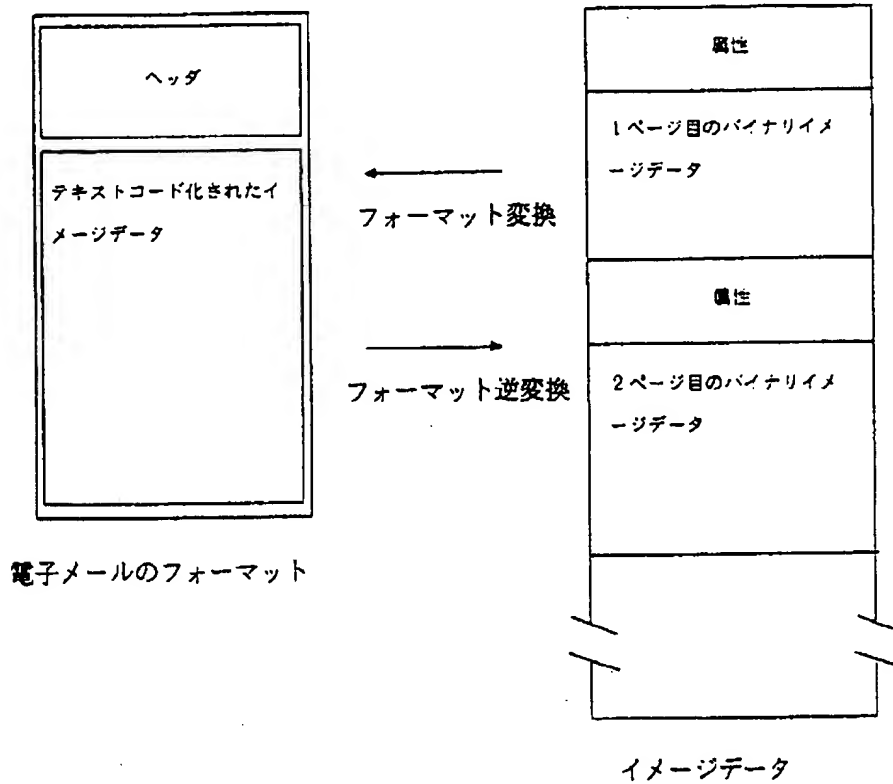 ヘッダ
テキストコード化されたイ
メージデータ
電子メールのフォーマット
フォーマット変換
フォーマット逆変換
属性
1ページ目のバイナリイメ
ージデータ
属性
2ページ目のバイナリイメ
ージデータ
イメージデータ